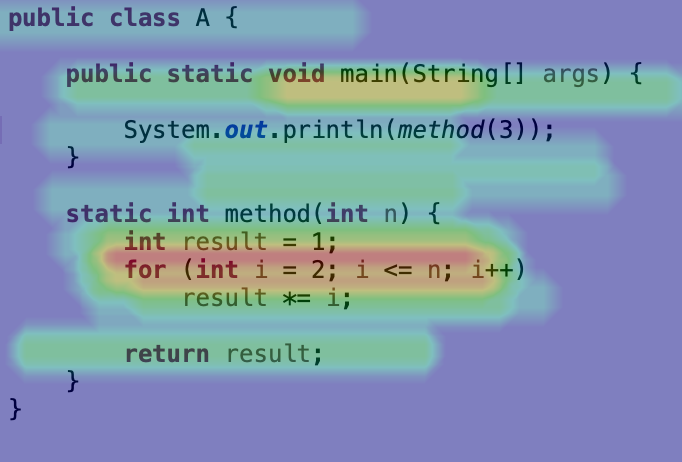 public class A {
public static void main(String[] args) {
System.out.println(method(3));
}
static int method(int n) {
int result = 1;
for (int i = 2; i <= n; i++)
result *= i;
return result;
}
}